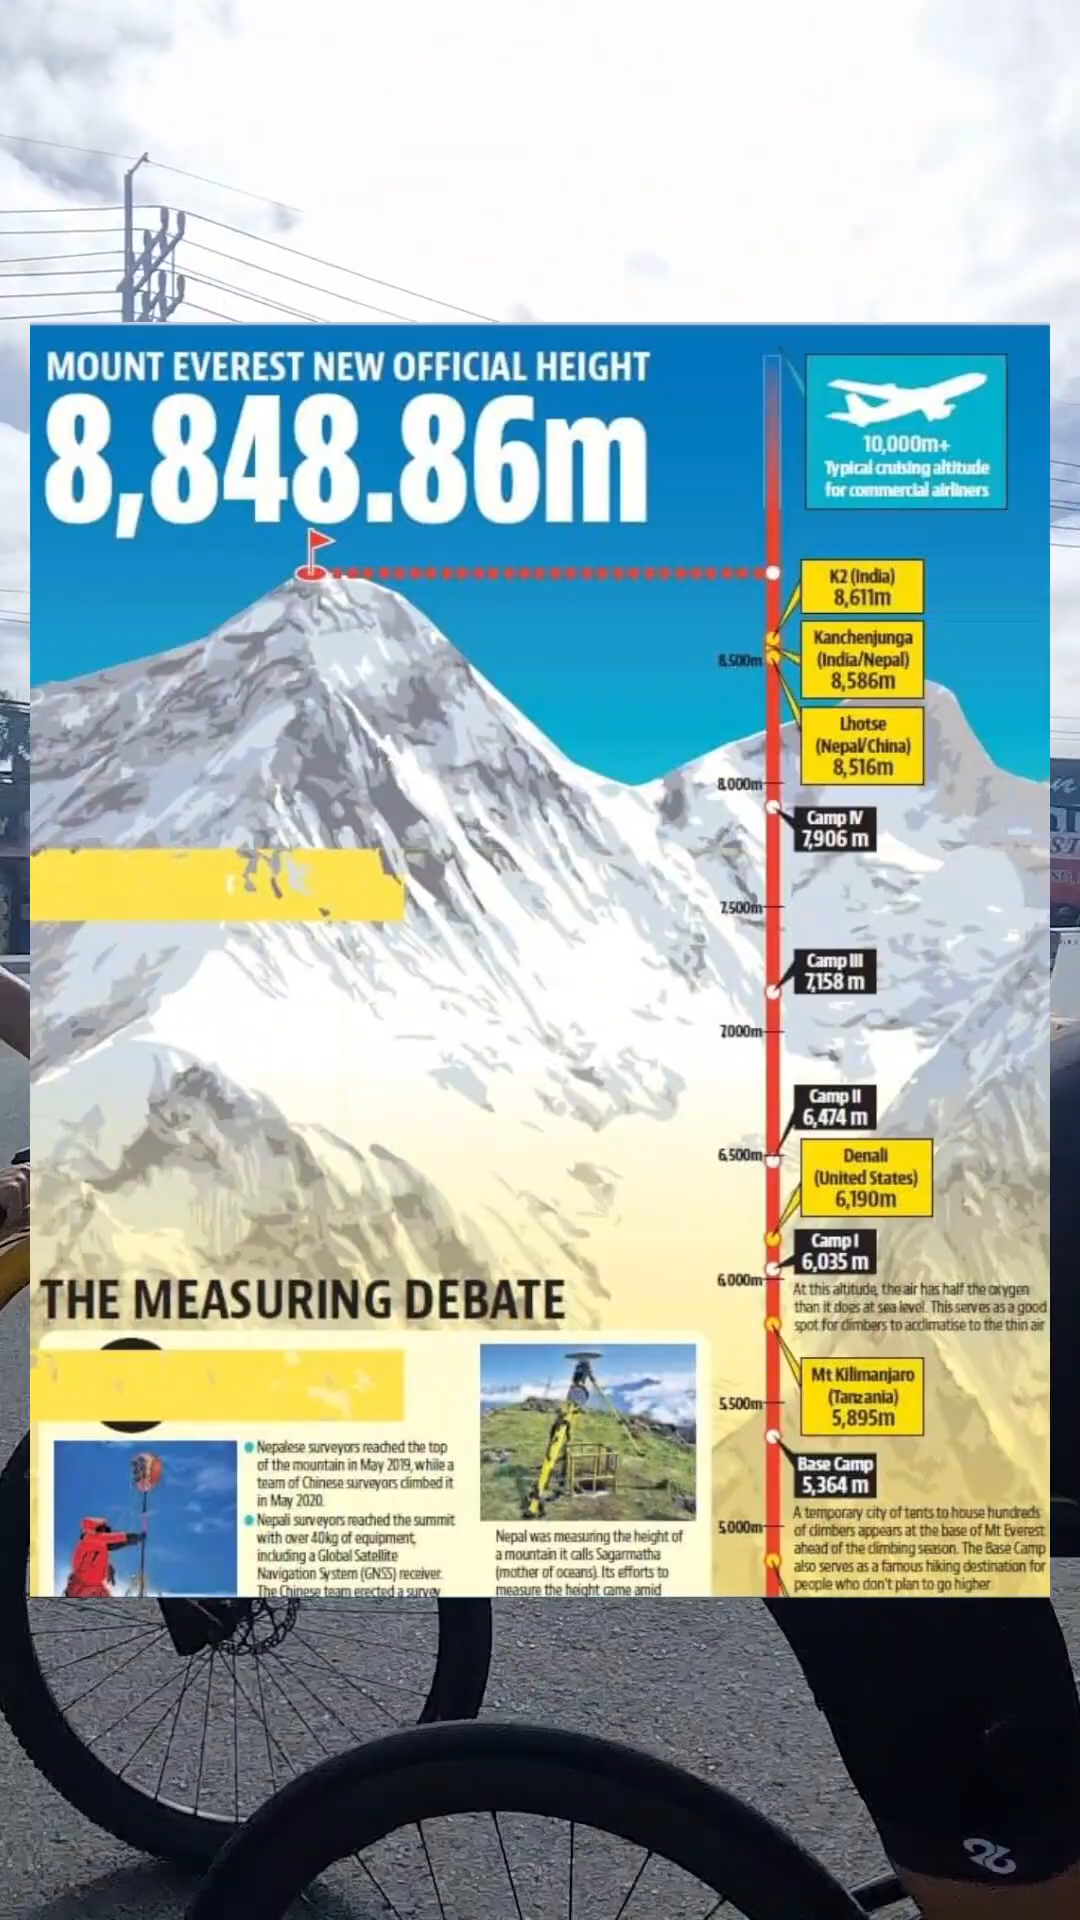 MOUNT EVEREST NEW OFFICIAL HEIGHT
8,848.86m
10,000m+
Typical cruising altitude
for commercial airliners
K2 (India)
8,611m
Kanchenjunga
(India/Nepal)
8,586m
8,500m
Lhotse
(Nepal/China)
8,516m
8,000m
Camp IV
7,906 m
7,500m
Camp III
7,158 m
7000m
Camp II
6,474 m
6,500m
Denali
(United States)
6,190m
Camp I
6,035 m
6,000m
At this altitude, the air has half the oxygen
than it does at sea level. This serves as a good
spot for climbers to acclimatise to the thin air
Mt Kilimanjaro
(Tanzania)
5,895m
5,500m
Base Camp
5,364 m
5,000m
A temporary city of tents to house hundreds
of climbers appears at the base of Mt Everest
ahead of the climbing season. The Base Camp
also serves as a famous hiking destination for
people who don't plan to go higher
THE MEASURING DEBATE
Nepalese surveyors reached the top
of the mountain in May 2019, while a
team of Chinese surveyors climbed it
in May 2020.
Nepali surveyors reached the summit
with over 40kg of equipment,
including a Global Satellite
Navigation System (GNSS) receiver.
The Chinese team erected a survey
Nepal was measuring the height of
a mountain it calls Sagarmatha
(mother of oceans). Its efforts to
measure the height came amid